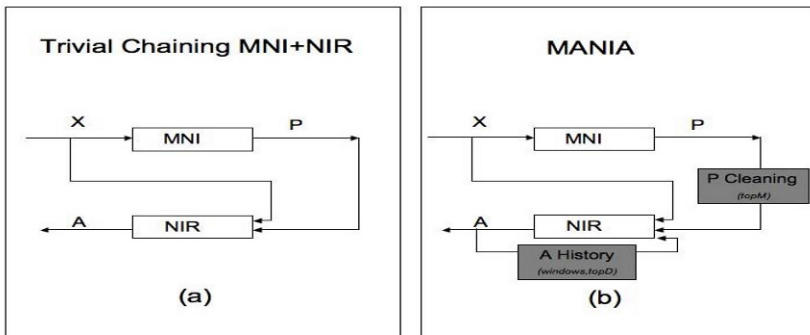 Trivial Chaining MNI+NIR
X
MNI
P
A
NIR
(a)
MANIA
X
MNI
P
P Cleaning
(topM)
A
NIR
A History
(windows,topD)
(b)